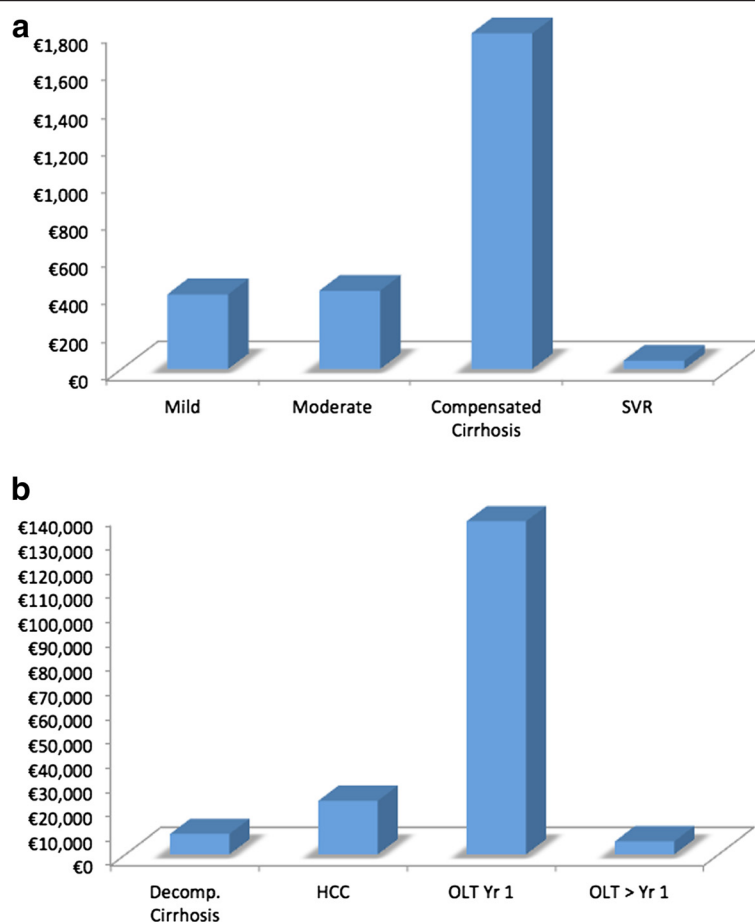 a
€1,800
€1,600
€1,400
€1,200
€1,000
€800
€600
€400
€200
€0
Mild
Moderate
Compensated
Cirrhosis
SVR
b
€140,000
€130,000
€120,000
€110,000
€100,000
€90,000
€80,000
€70,000
€60,000
€50,000
€40,000
€30,000
€20,000
€10,000
€0
Decomp.
Cirrhosis
HCC
OLT Yr 1
OLT > Yr 1